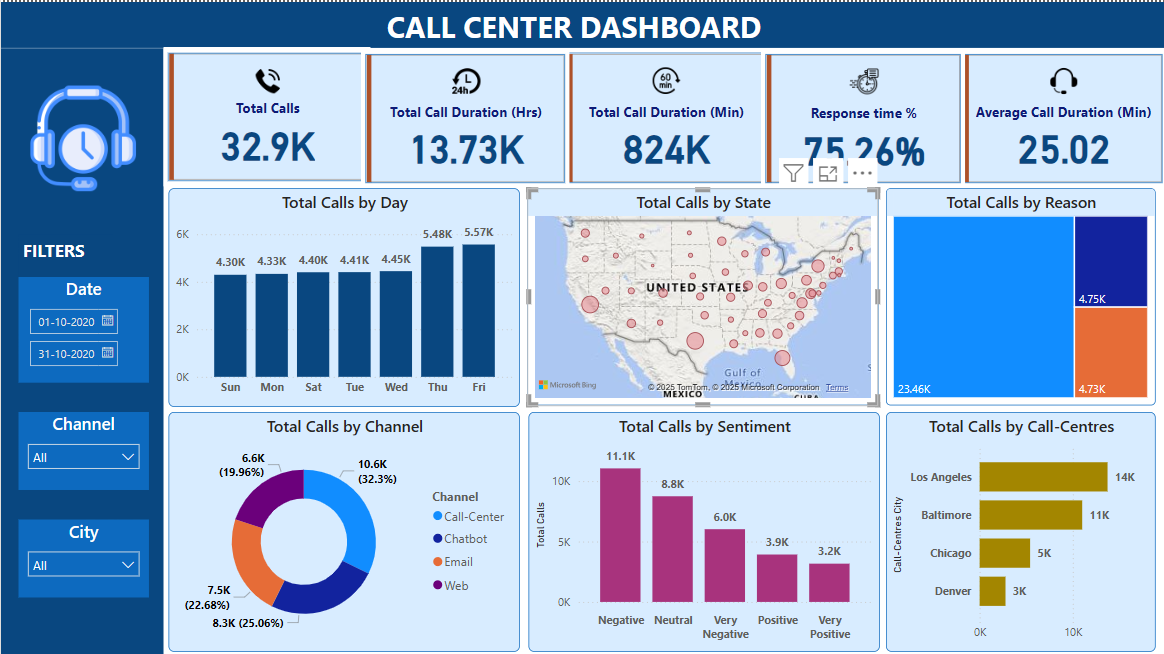 CALL CENTER DASHBOARD
FILTERS
Date
01-10-2020
31-10-2020
Channel
All
City
All
Total Calls
32.9K
24h
Total Call Duration (Hrs)
13.73K
60
min
Total Call Duration (Min)
824K
Response time %
75.26%
Average Call Duration (Min)
25.02
Total Calls by Day
6K
4K
2K
0K
4.30K
4.33K
4.40K
4.41K
4.45K
5.48K
5.57K
Sun
Mon
Sat
Tue
Wed
Thu
Fri
Total Calls by State
UNITED STATES
Gulf of
Mexico
MEXICO
CUBA
Microsoft Bing
© 2025 TomTom, © 2025 Microsoft Corporation
Terms
Total Calls by Reason
23.46K
4.75K
4.73K
Total Calls by Channel
6.6K
(19.96%)
10.6K
(32.3%)
7.5K
(22.68%)
8.3K (25.06%)
Channel
Call-Center
Chatbot
Email
Web
Total Calls by Sentiment
Total Calls
10K
5K
0K
11.1K
8.8K
6.0K
3.9K
3.2K
Negative
Neutral
Very
Negative
Positive
Very
Positive
Total Calls by Call-Centres
Call-Centres City
Los Angeles
14K
Baltimore
11K
Chicago
5K
Denver
3K
0K
10K